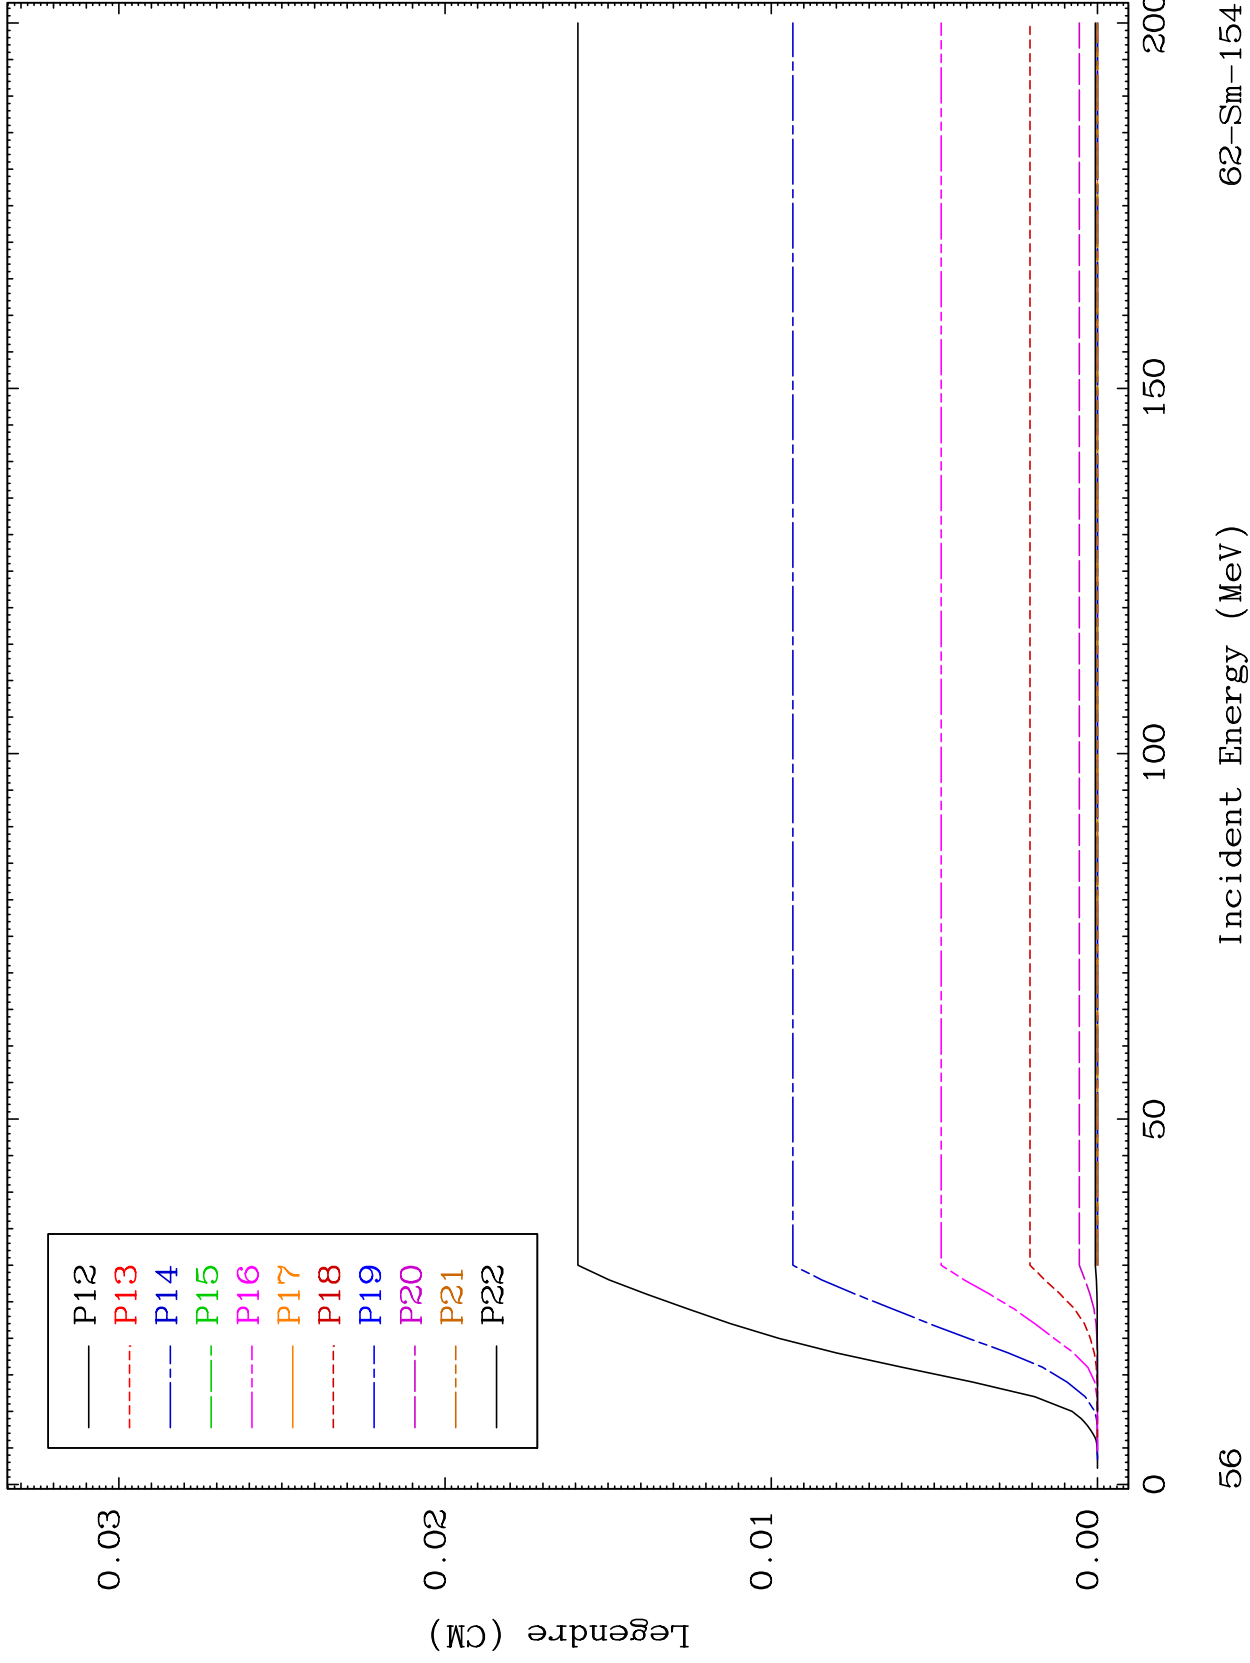 P12
P13
P14
P15
P16
P17
P18
P19
P20
P21
P22
0.03
0.02
0.01
0.00
Legendre (CM)
0
50
100
150
200
Incident Energy (MeV)
56
62-Sm-154